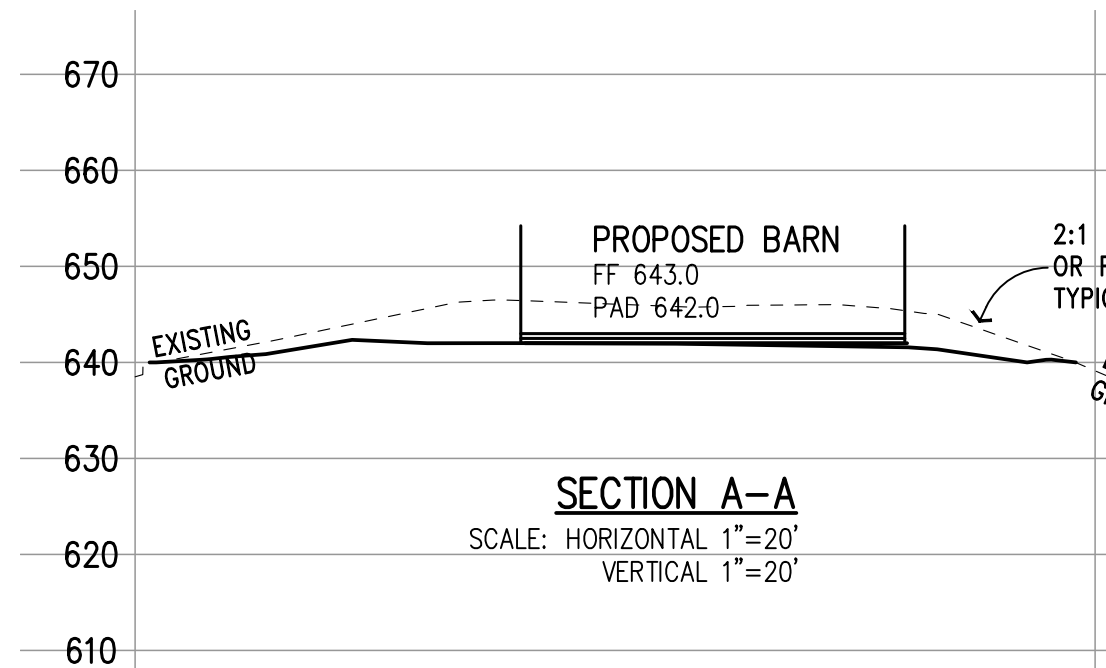 670
660
650
640
630
620
610
EXISTING
GROUND
PROPOSED BARN
FF 643.0
PAD 642.0
2:1
OR
SECTION A-A
SCALE: HORIZONTAL 1"=20'
VERTICAL 1"=20'